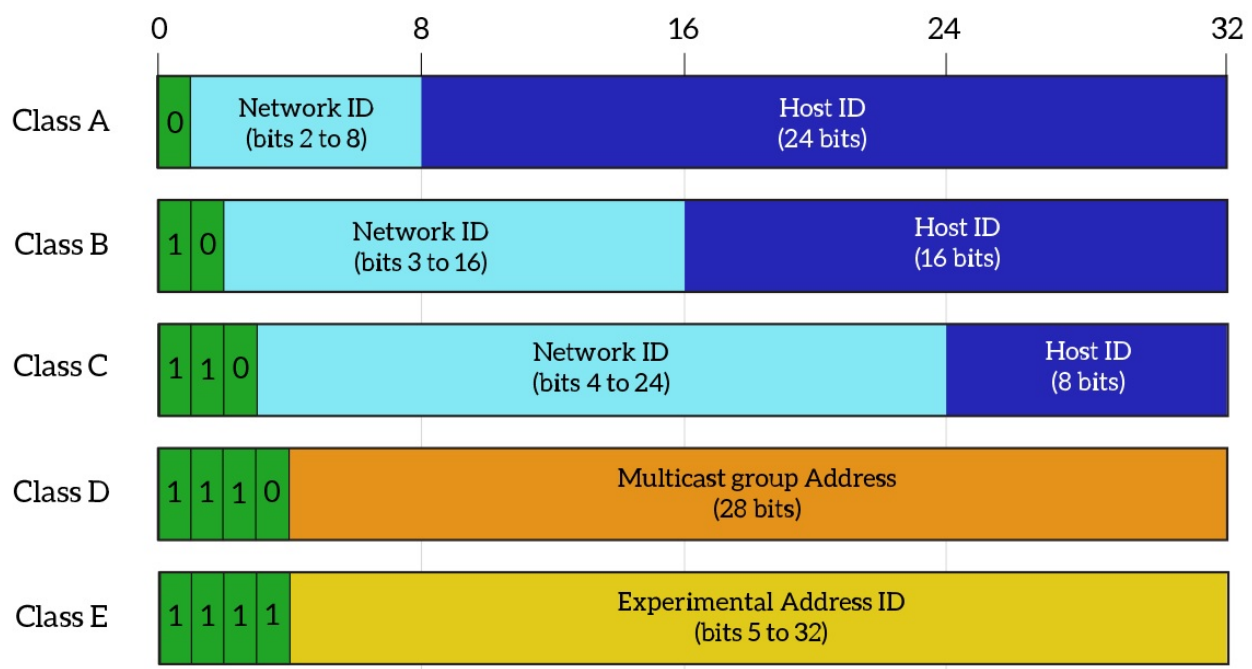 0 8 16 24 32
Class A
0
Network ID
(bits 2 to 8)
Host ID
(24 bits)
Class B
1 0
Network ID
(bits 3 to 16)
Host ID
(16 bits)
Class C
1 1 0
Network ID
(bits 4 to 24)
Host ID
(8 bits)
Class D
1 1 1 0
Multicast group Address
(28 bits)
Class E
1 1 1 1
Experimental Address ID
(bits 5 to 32)